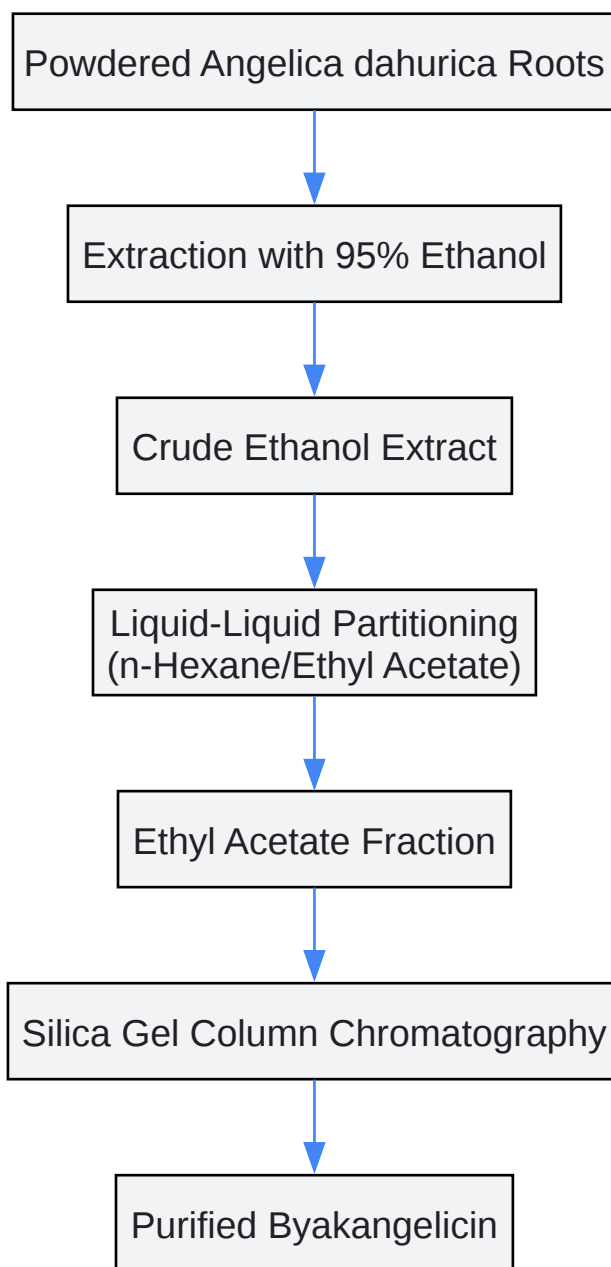 Powdered Angelica dahurica Roots
Extraction with 95% Ethanol
Crude Ethanol Extract
Liquid-Liquid Partitioning
(n-Hexane/Ethyl Acetate)
Ethyl Acetate Fraction
Silica Gel Column Chromatography
Purified Byakangelicin